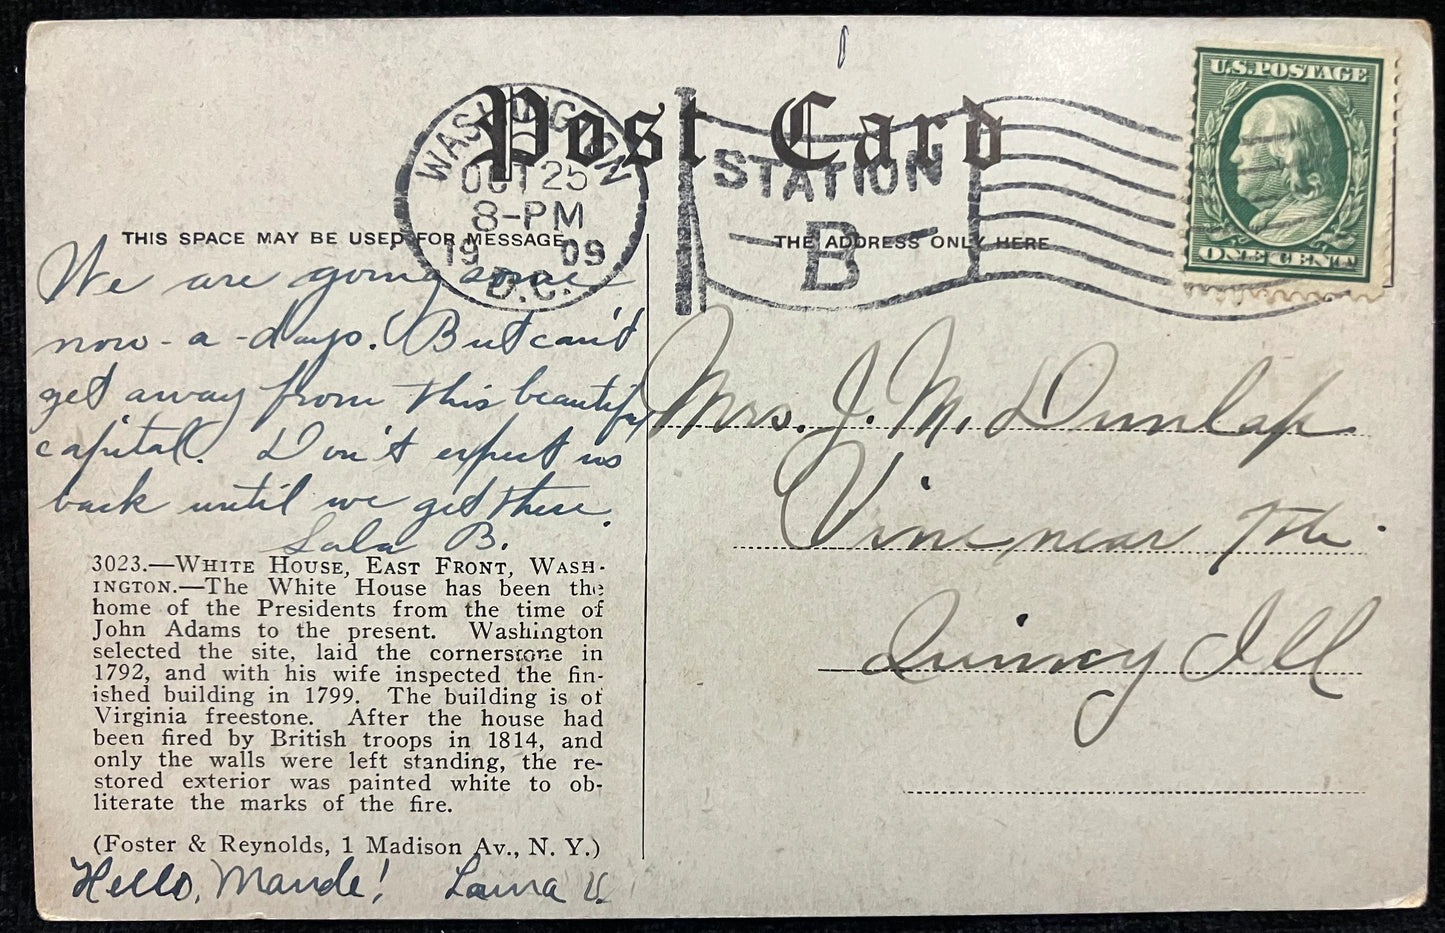 Post Card
WASHINGTON
OCT 25
8-PM
1909
D.C.
STATION
B
U.S. POSTAGE
ONE CENT
THIS SPACE MAY BE USED FOR MESSAGE
THE ADDRESS ONLY HERE
We are going some
now-a-days. But can't
get away from this beautiful
capital. Don't expect us
back until we get there.
Lala B.
Mrs. J. M. Dunlap
Vine near 7th
Quincy Ill
3023.—WHITE HOUSE, EAST FRONT, WASH-
INGTON.—The White House has been the
home of the Presidents from the time of
John Adams to the present. Washington
selected the site, laid the cornerstone in
1792, and with his wife inspected the fin-
ished building in 1799. The building is of
Virginia freestone. After the house had
been fired by British troops in 1814, and
only the walls were left standing, the re-
stored exterior was painted white to ob-
literate the marks of the fire.
(Foster & Reynolds, 1 Madison Av., N. Y.)
Hello, Maude! Laura V.